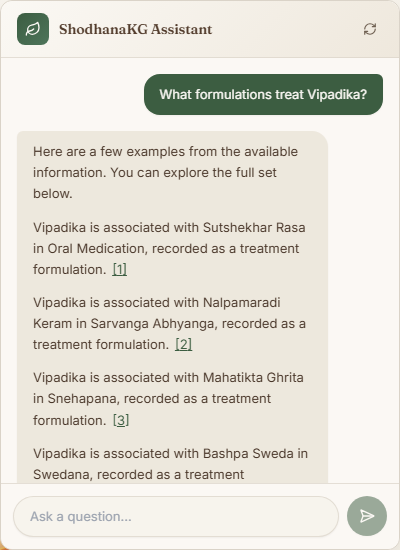 ShodhanaKG Assistant
What formulations treat Vipadika?
Here are a few examples from the available
information. You can explore the full set
below.
Vipadika is associated with Sutshekhar Rasa
in Oral Medication, recorded as a treatment
formulation. [1]
Vipadika is associated with Nalpamaradi
Keram in Sarvanga Abhyanga, recorded as a
treatment formulation. [2]
Vipadika is associated with Mahatikta Ghrita
in Snehapana, recorded as a treatment
formulation. [3]
Vipadika is associated with Bashpa Sweda in
Swedana, recorded as a treatment
Ask a question...